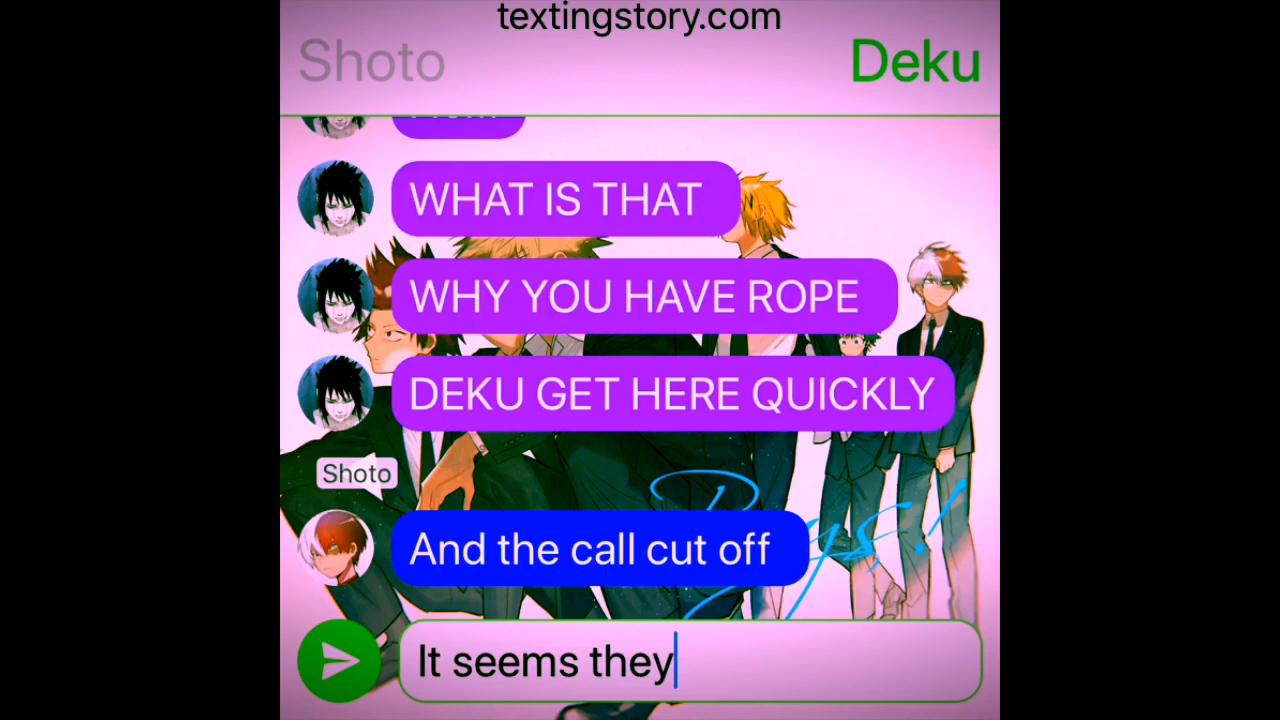 textingstory.com
Shoto
Deku
WHAT IS THAT
WHY YOU HAVE ROPE
DEKU GET HERE QUICKLY
Shoto
And the call cut off
It seems they